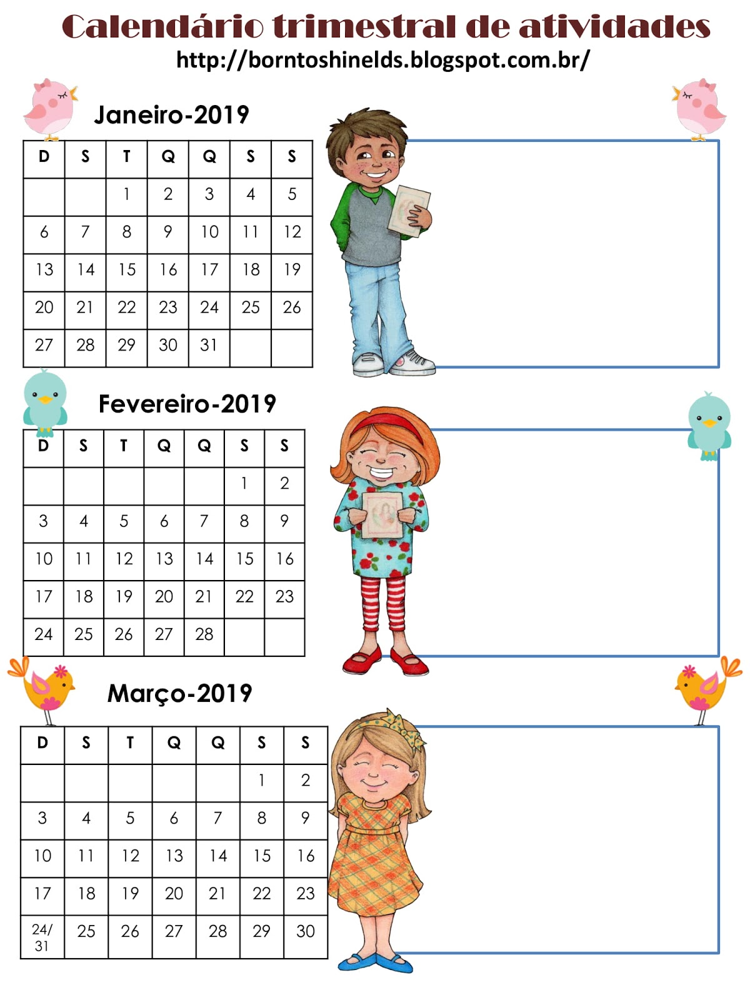 Calendário trimestral de atividades
http://borntoshinelds.blogspot.com.br/
Janeiro-2019
D S T Q Q S S
1 2 3 4 5
6 7 8 9 10 11 12
13 14 15 16 17 18 19
20 21 22 23 24 25 26
27 28 29 30 31
Fevereiro-2019
D S T Q Q S S
1 2
3 4 5 6 7 8 9
10 11 12 13 14 15 16
17 18 19 20 21 22 23
24 25 26 27 28
Março-2019
D S T Q Q S S
1 2
3 4 5 6 7 8 9
10 11 12 13 14 15 16
17 18 19 20 21 22 23
24/ 25 26 27 28 29 30
31